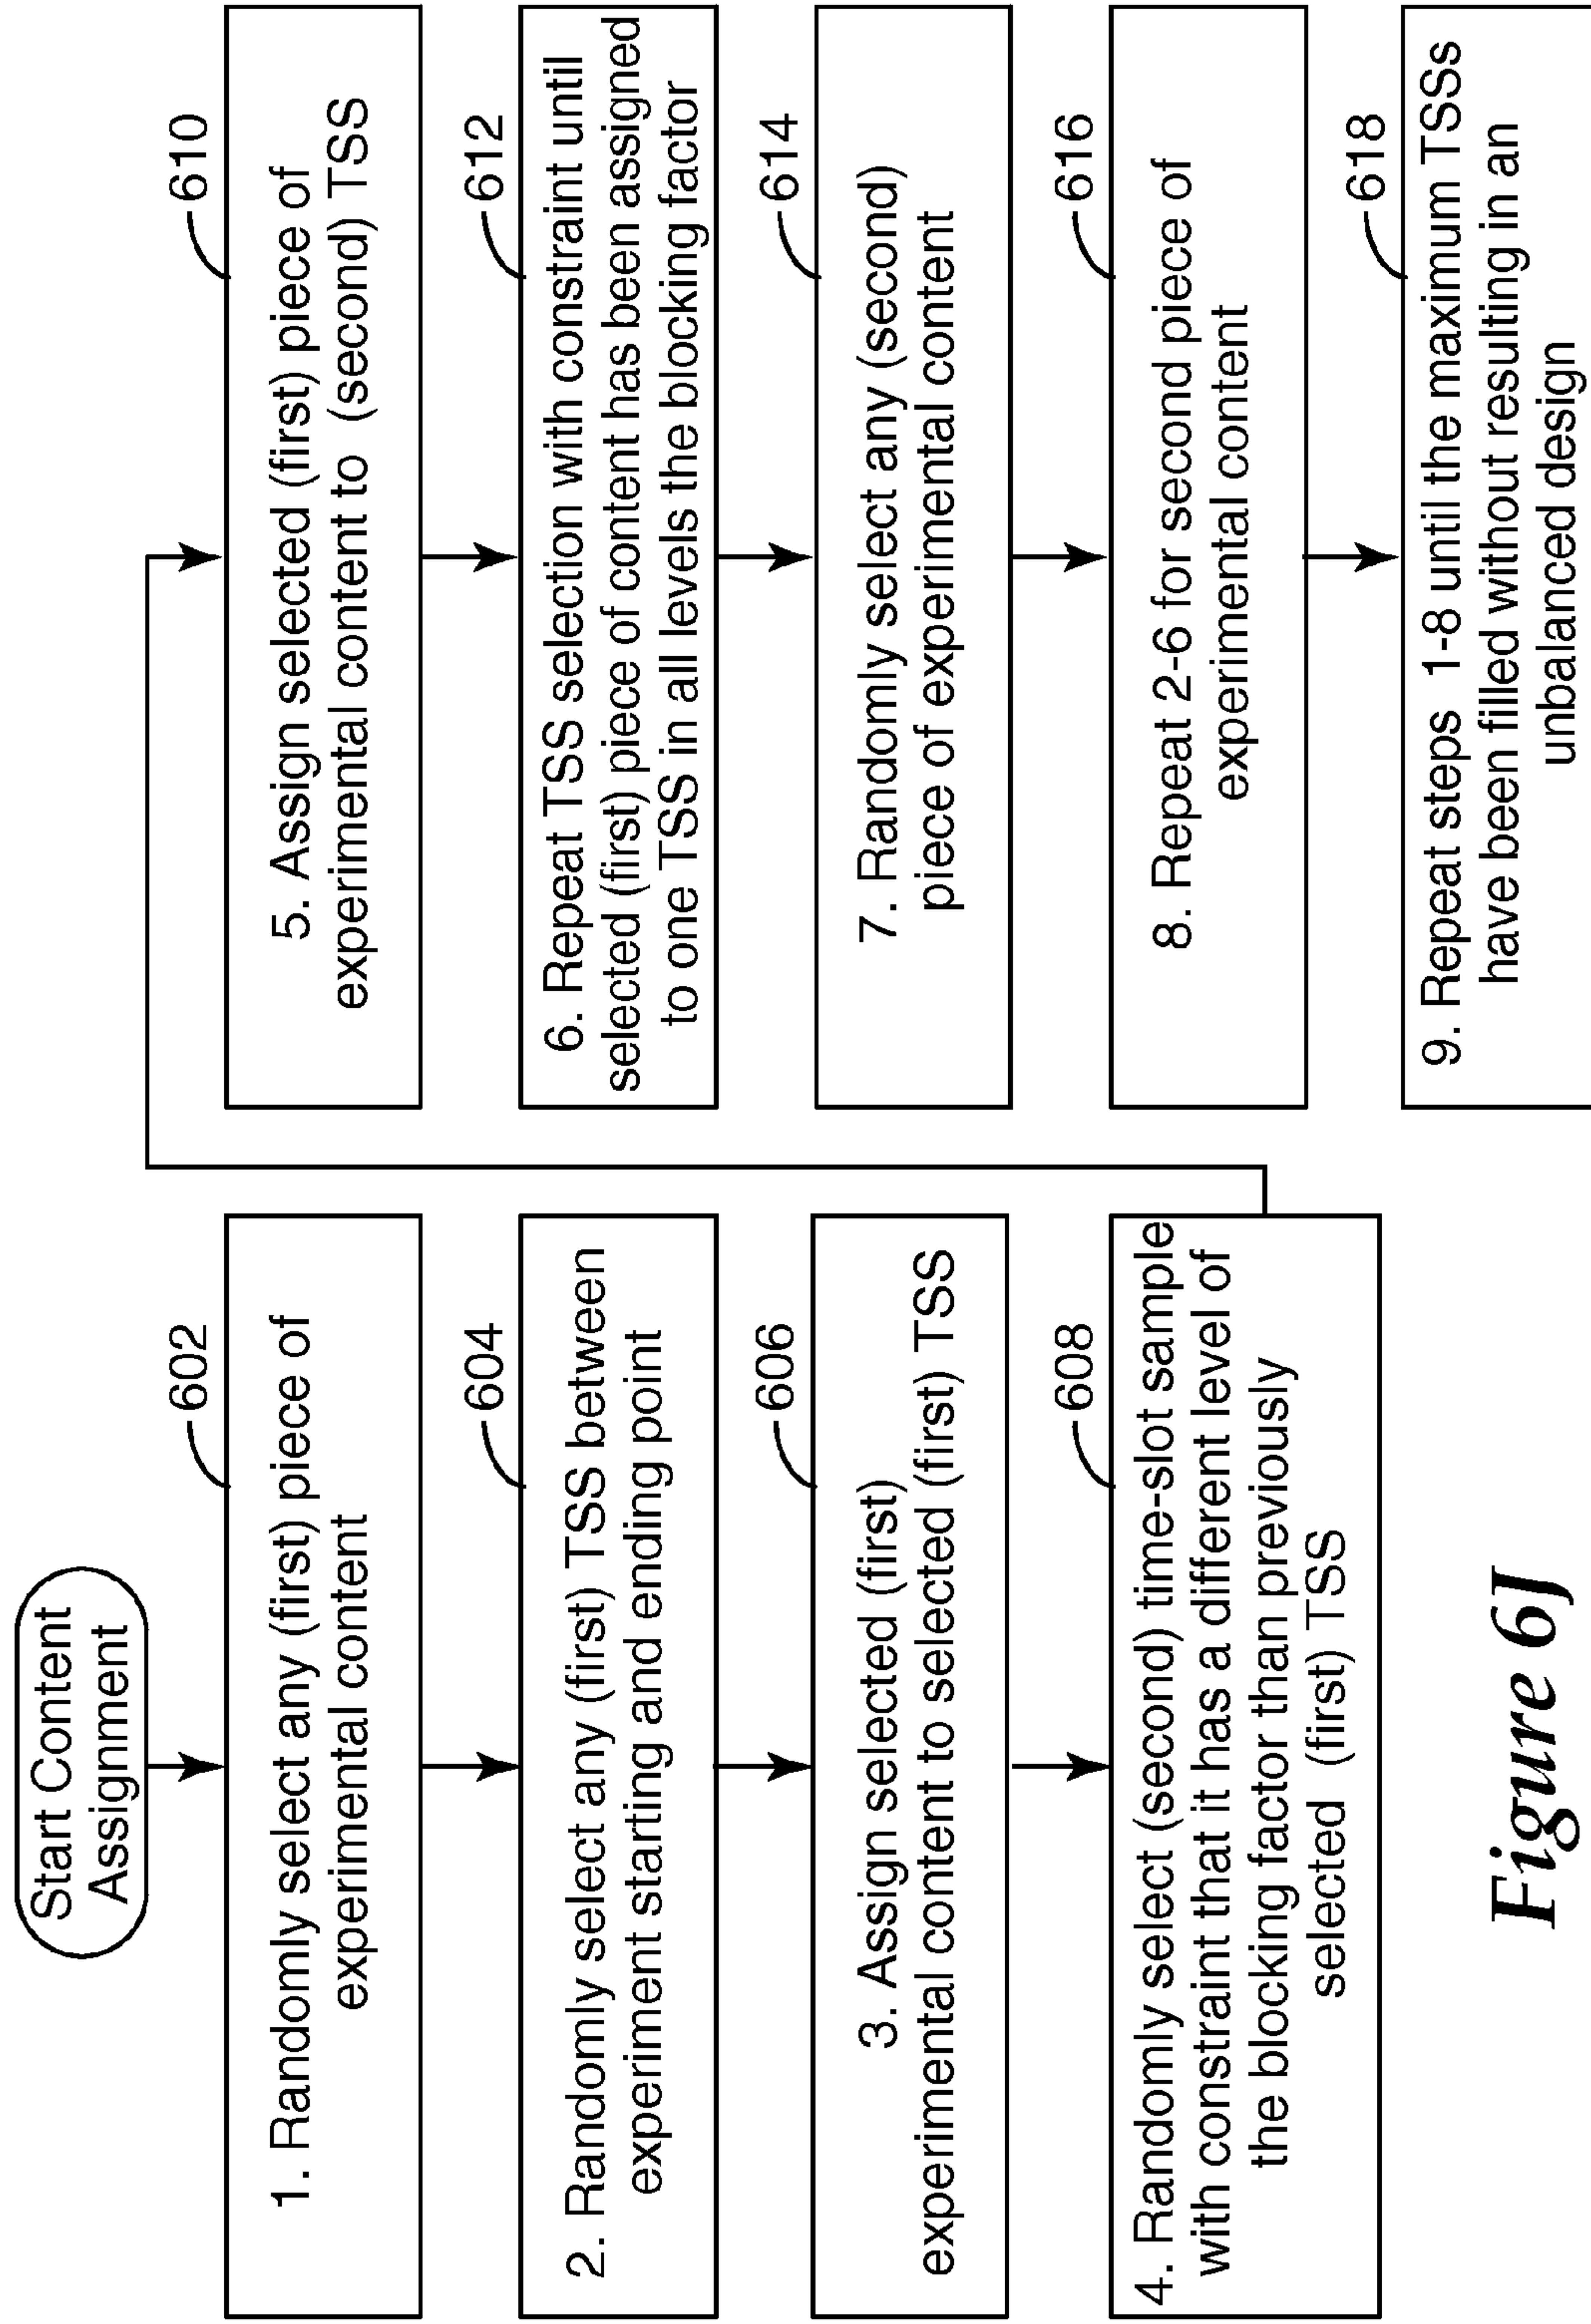 Start Content
Assignment
602
1. Randomly select any (first) piece of
experimental content
604
2. Randomly select any (first) TSS between
experiment starting and ending point
606
3. Assign selected (first)
experimental content to selected (first) TSS
608
4. Randomly select (second) time-slot sample
with constraint that it has a different level of
the blocking factor than previously
selected (first) TSS
610
5. Assign selected (first) piece of
experimental content to (second) TSS
612
6. Repeat TSS selection with constraint until
selected (first) piece of content has been assigned
to one TSS in all levels the blocking factor
614
7. Randomly select any (second)
piece of experimental content
616
8. Repeat 2-6 for second piece of
experimental content
618
9. Repeat steps 1-8 until the maximum TSSs
have been filled without resulting in an
unbalanced design
Figure 6J